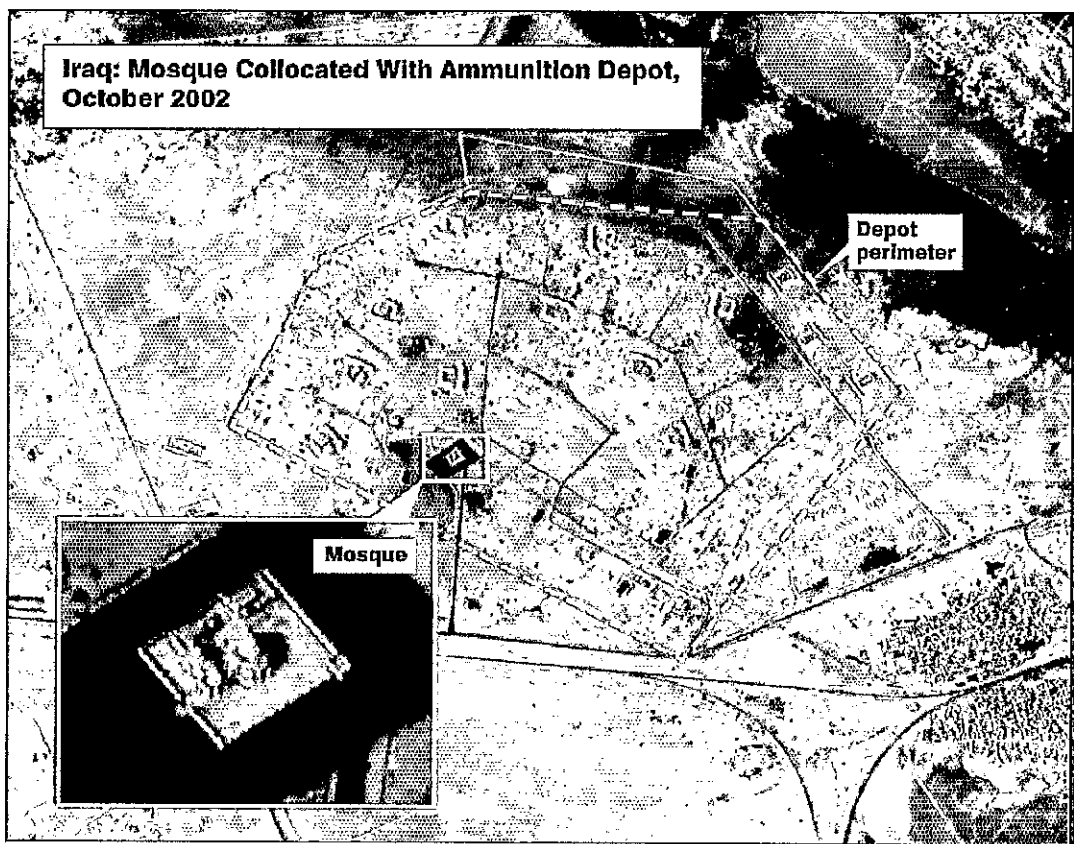 Iraq: Mosque Collocated With Ammunition Depot,
October 2002
Depot
perimeter
Mosque